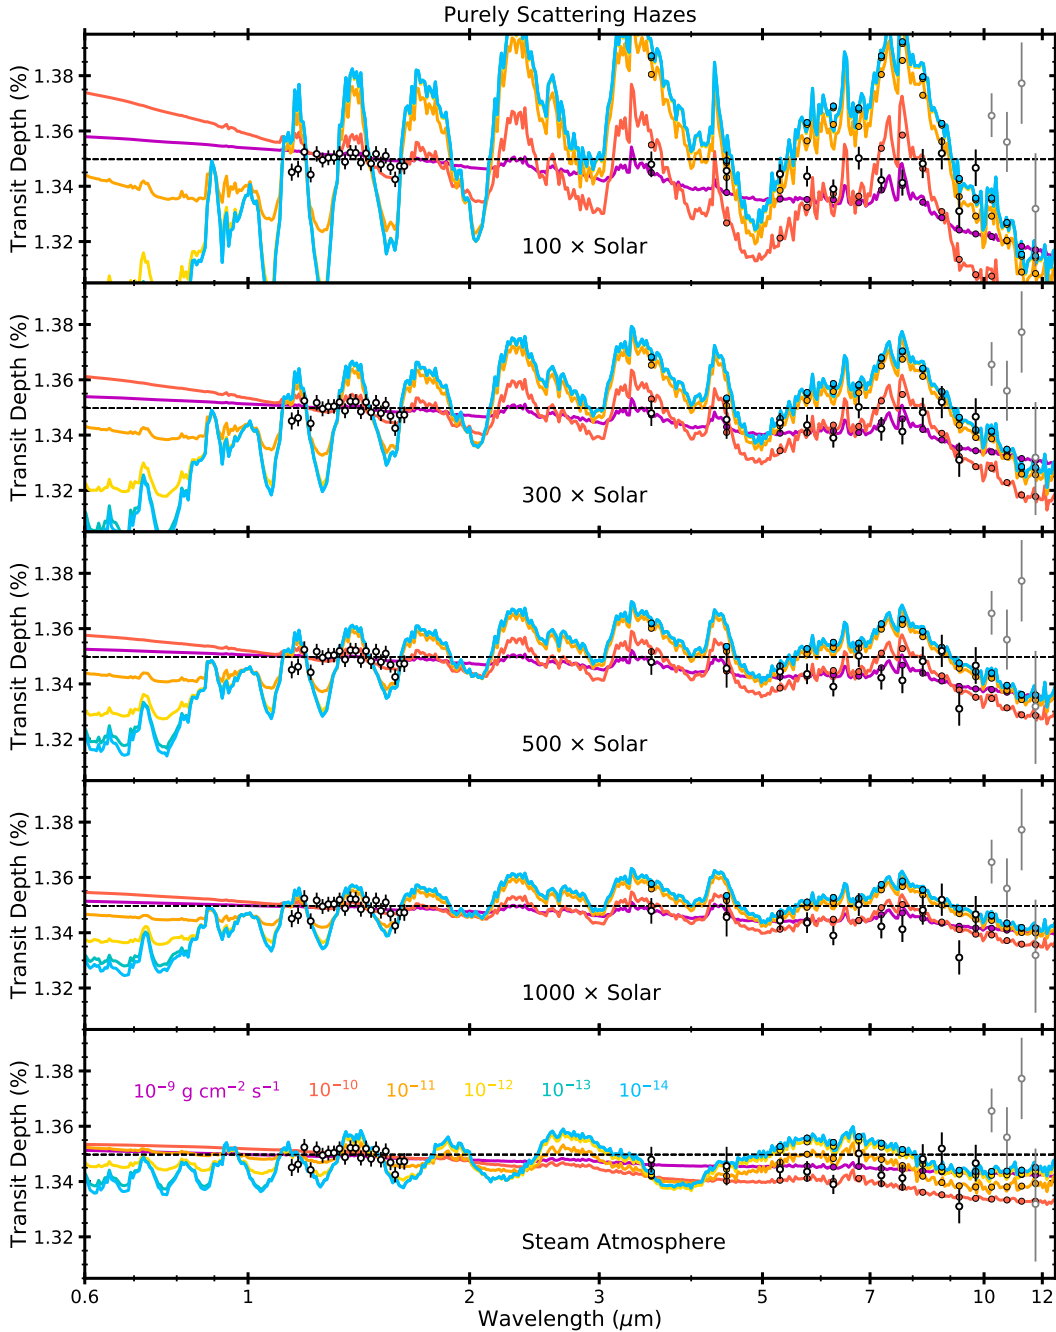 Purely Scattering Hazes
Transit Depth (%)
1.38
1.36
1.34
1.32
100 × Solar
Transit Depth (%)
1.38
1.36
1.34
1.32
300 × Solar
Transit Depth (%)
1.38
1.36
1.34
1.32
500 × Solar
Transit Depth (%)
1.38
1.36
1.34
1.32
1000 × Solar
Transit Depth (%)
1.38
1.36
1.34
1.32
10⁻⁹ g cm⁻² s⁻¹ 10⁻¹⁰ 10⁻¹¹ 10⁻¹² 10⁻¹³ 10⁻¹⁴
Steam Atmosphere
0.6 1 2 3 5 7 10 12
Wavelength (μm)